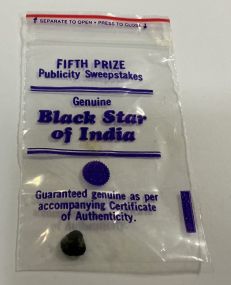 SEPARATE TO OPEN • PRESS TO CLOSE
FIFTH PRIZE
Publicity Sweepstakes
Genuine
Black Star
of India
Guaranteed genuine as per
accompanying Certificate
of Authenticity.